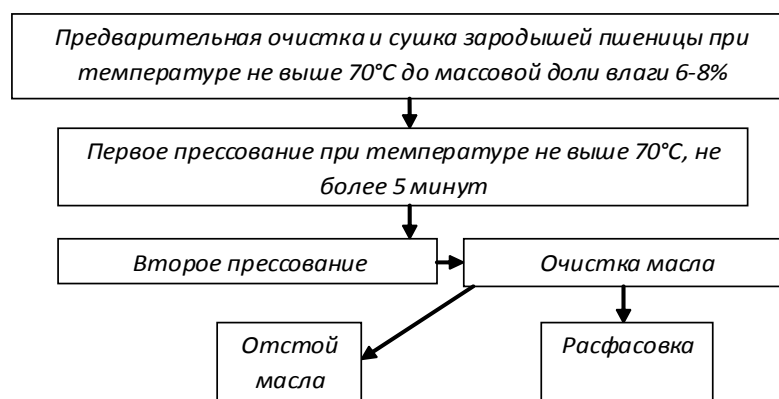 Предварительная очистка и сушка зародышей пшеницы при
температуре не выше 70°C до массовой доли влаги 6-8%
Первое прессование при температуре не выше 70°C, не
более 5 минут
Второе прессование
Очистка масла
Отстой
масла
Расфасовка